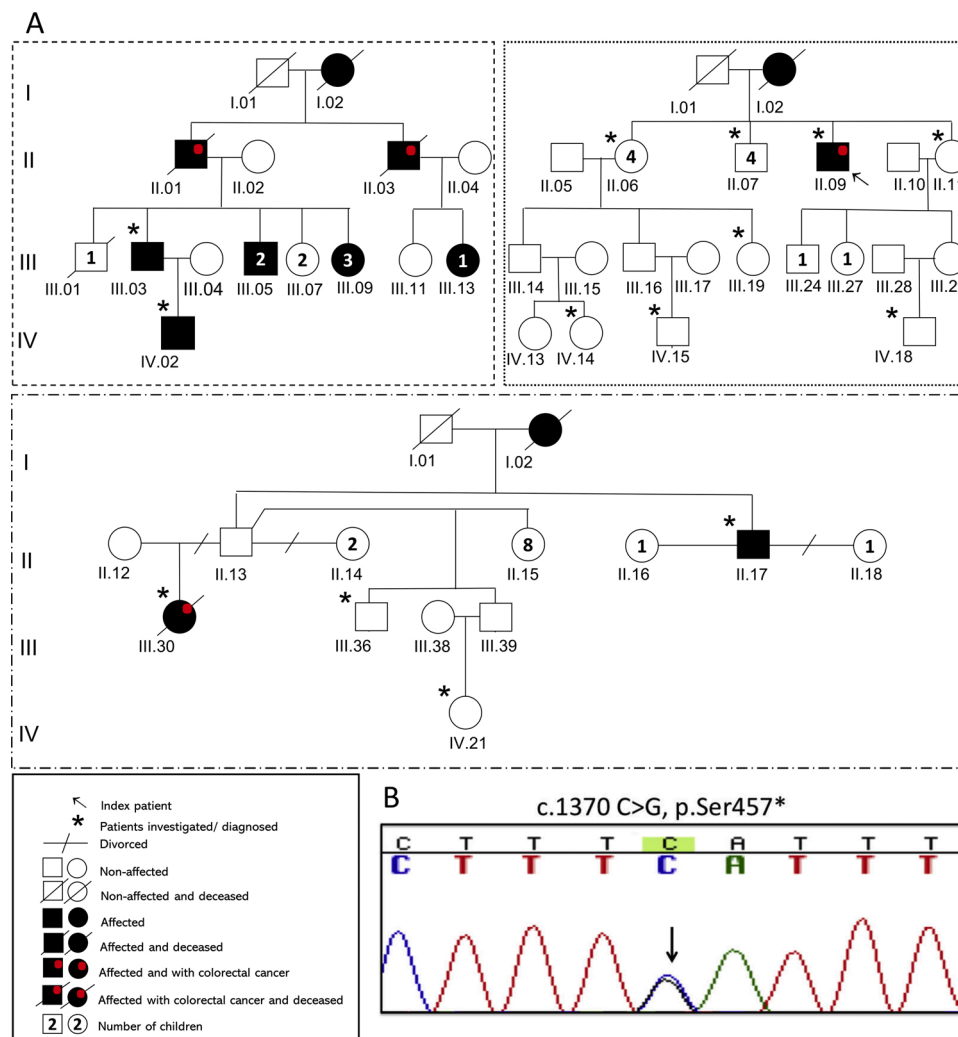 A
I
I.01 I.02
II
II.01 II.02 II.03 II.04
III
1 * 2 2 3 1
III.01 III.03 III.04 III.05 III.07 III.09 III.11 III.13
IV
*
IV.02
I.01 I.02
* 4 * 4 * *
II.05 II.06 II.07 II.09 II.10 II.11
* 1 1
III.14 III.15 III.16 III.17 III.19 III.24 III.27 III.28 III.2
* * *
IV.13 IV.14 IV.15 IV.18
I
I.01 I.02
II
2 8 1 * 1
II.12 II.13 II.14 II.15 II.16 II.17 II.18
III
* *
III.30 III.36 III.38 III.39
IV
*
IV.21
Index patient
* Patients investigated/ diagnosed
Divorced
Non-affected
Non-affected and deceased
Affected
Affected and deceased
Affected and with colorectal cancer
Affected with colorectal cancer and deceased
2 2 Number of children
B
c.1370 C>G, p.Ser457*
C T T T C A T T T
C T T T C A T T T